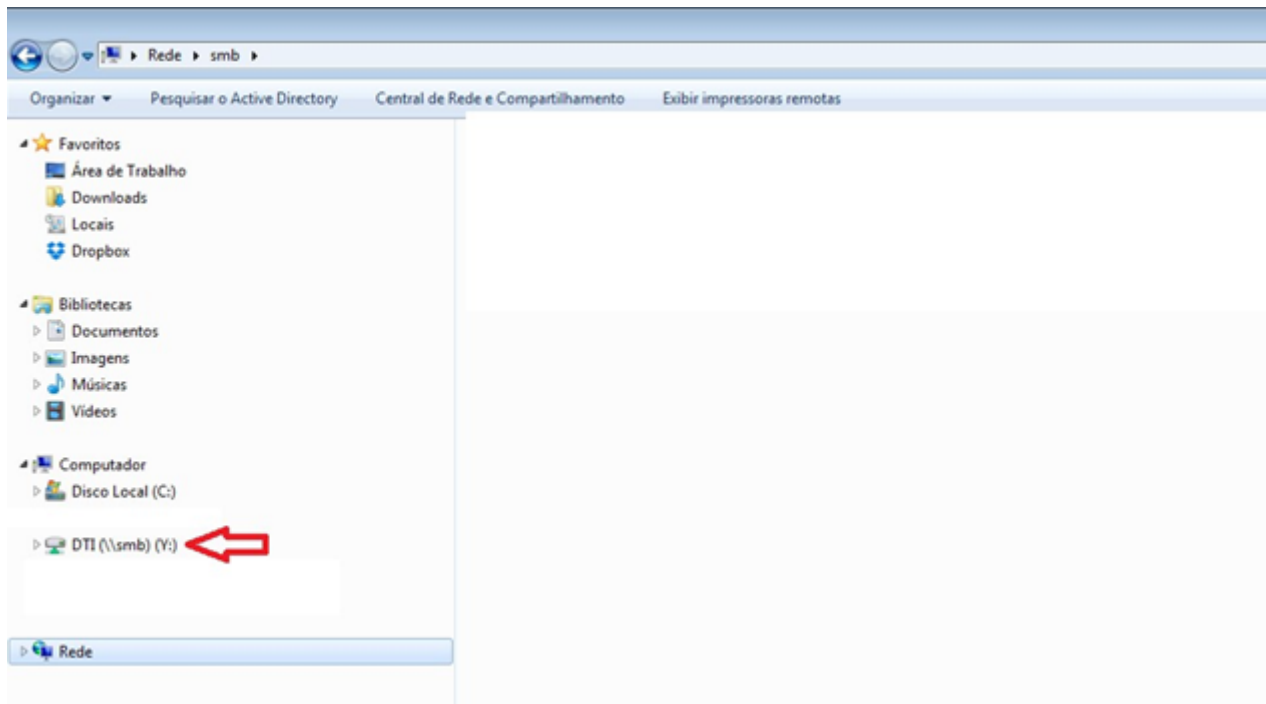 Rede smb
Organizar Pesquisar o Active Directory Central de Rede e Compartilhamento Exibir impressoras remotas
Favoritos
Área de Trabalho
Downloads
Locais
Dropbox
Bibliotecas
Documentos
Imagens
Músicas
Vídeos
Computador
Disco Local (C:)
DTI (\\smb) (Y:)
Rede